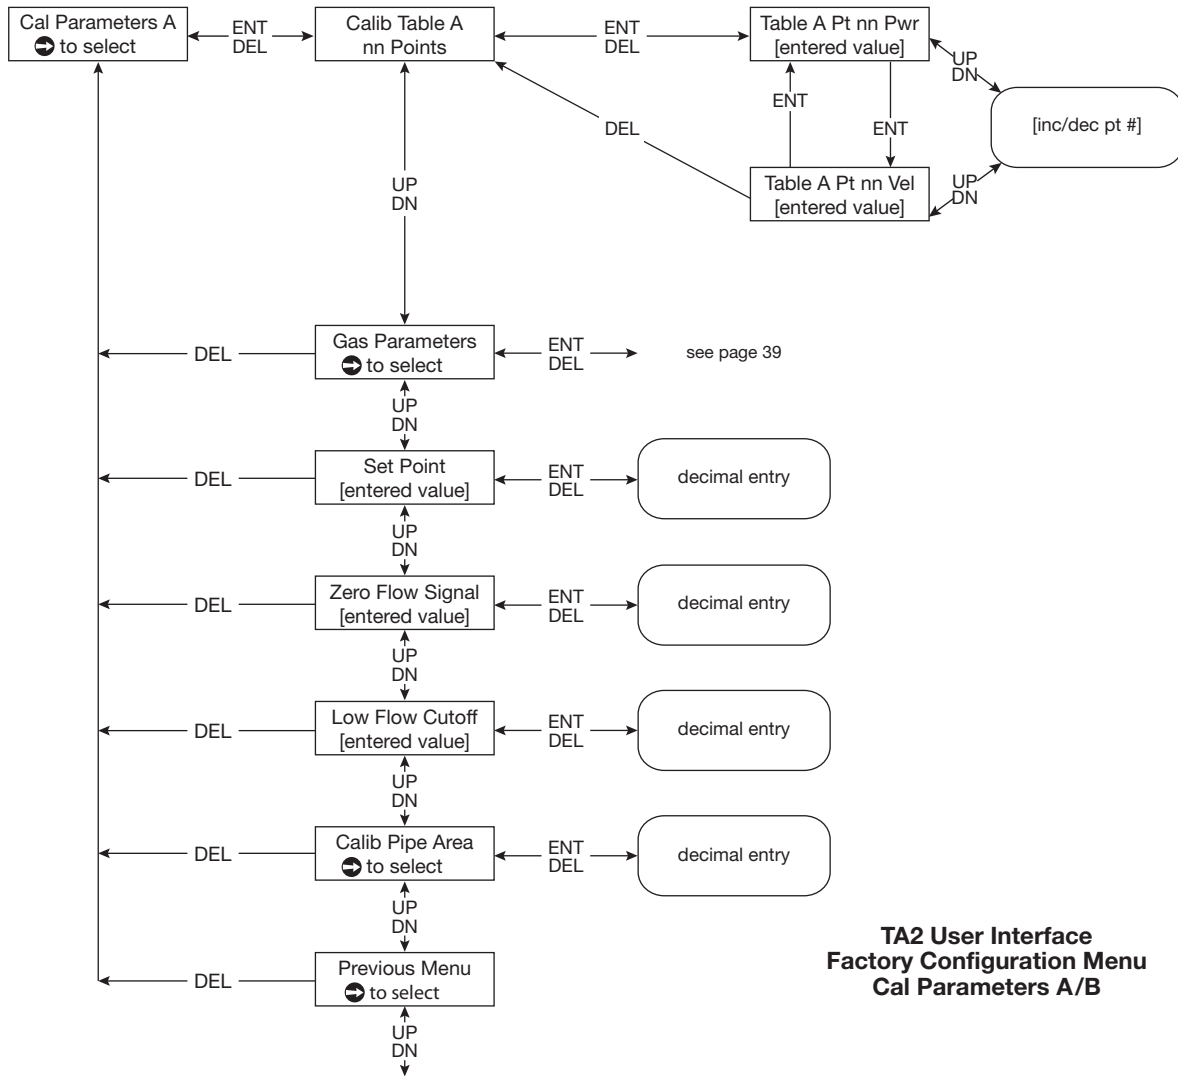 Cal Parameters A
to select
ENT
DEL
Calib Table A
nn Points
ENT
DEL
Table A Pt nn Pwr
[entered value]
UP
DN
[inc/dec pt #]
ENT
ENT
DEL
Table A Pt nn Vel
[entered value]
UP
DN
UP
DN
DEL
Gas Parameters
to select
ENT
DEL
see page 39
UP
DN
DEL
Set Point
[entered value]
ENT
DEL
decimal entry
UP
DN
DEL
Zero Flow Signal
[entered value]
ENT
DEL
decimal entry
UP
DN
DEL
Low Flow Cutoff
[entered value]
ENT
DEL
decimal entry
UP
DN
DEL
Calib Pipe Area
to select
ENT
DEL
decimal entry
UP
DN
DEL
Previous Menu
to select
UP
DN
TA2 User Interface
Factory Configuration Menu
Cal Parameters A/B